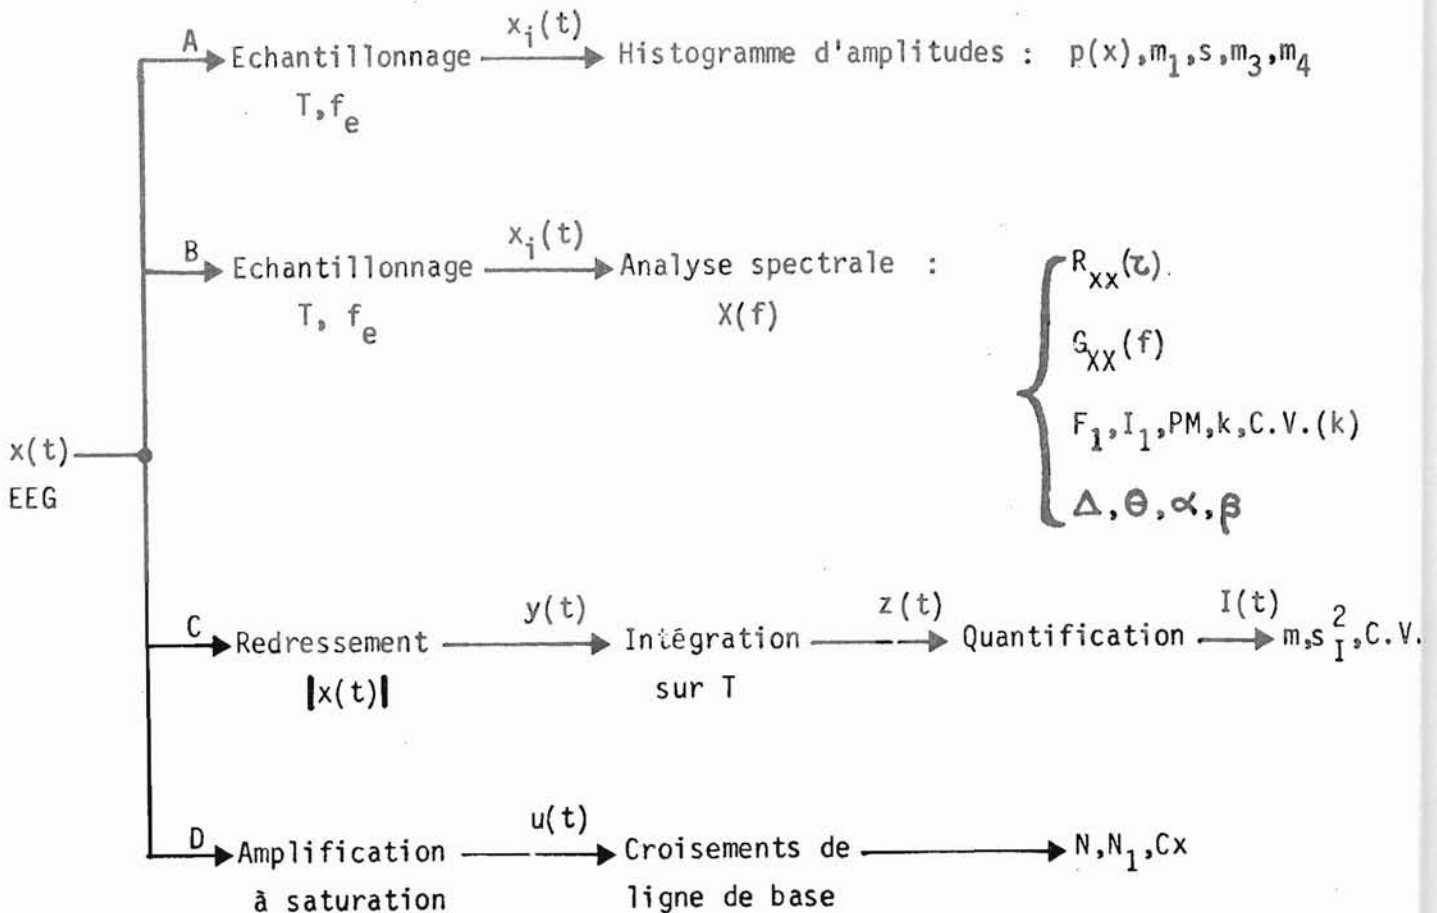 A Echantillonnage x_i(t) Histogramme d'amplitudes : p(x),m_1,s,m_3,m_4
T,f_e
B Echantillonnage x_i(t) Analyse spectrale :
T, f_e X(f)
R_xx(τ).
G_XX(f)
F_1,I_1,PM,k,C.V.(k)
Δ,θ,α,β
x(t)
EEG
C Redressement y(t) Intégration z(t) Quantification I(t) m,s_I^2,C.V.
|x(t)| sur T
D Amplification u(t) Croisements de N,N_1,Cx
à saturation ligne de base